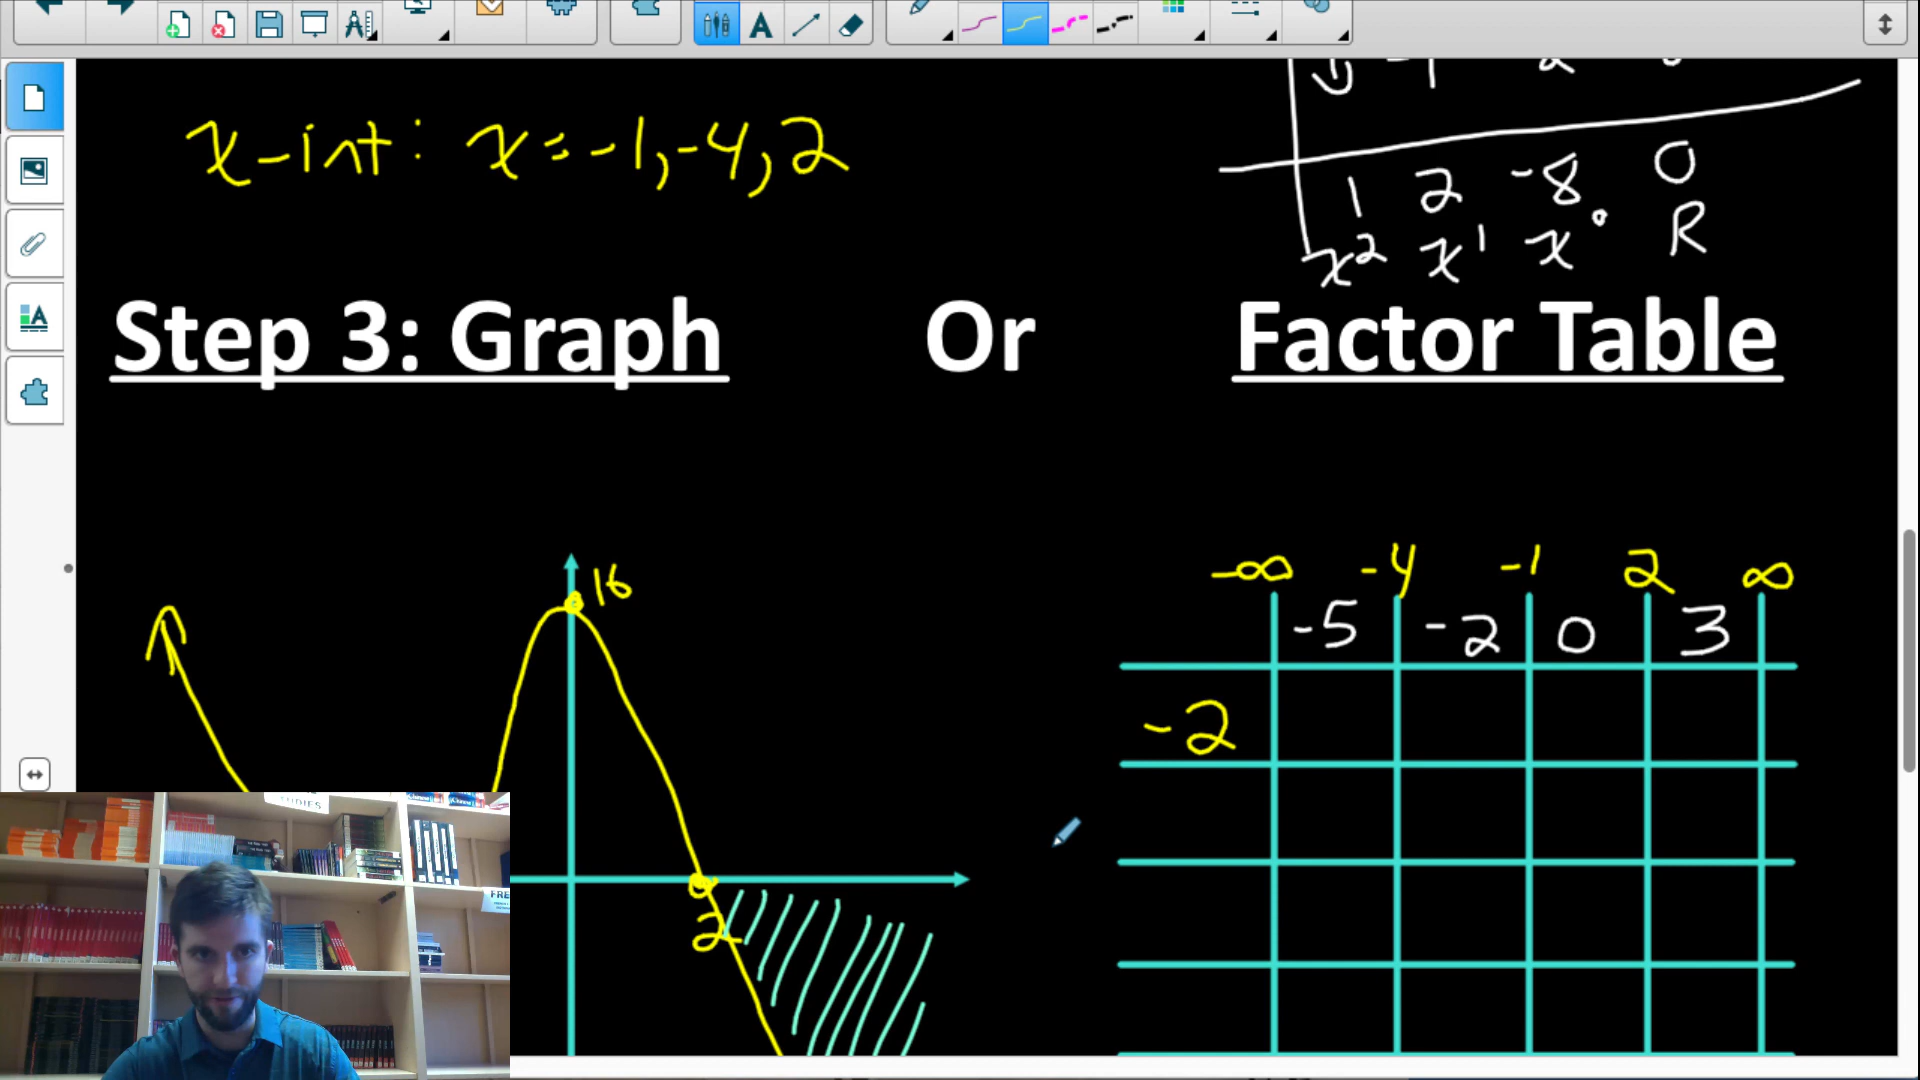 x-int: x=-1,-4,2
1 2 -8 0
x² x¹ x⁰ R
Step 3: Graph Or Factor Table
16
2
-∞ -4 -1 2 ∞
-5 -2 0 3
-2